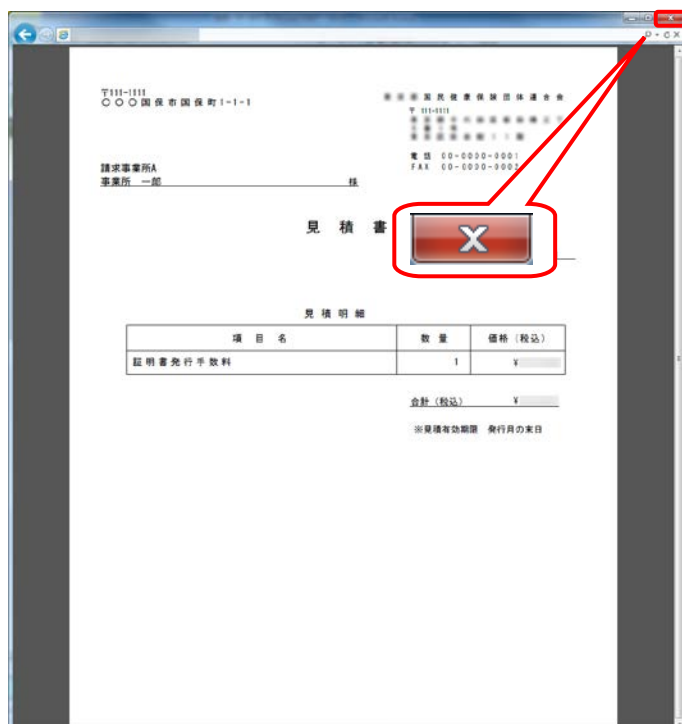 〒111-1111
〇〇〇国保市国保町1-1-1
国民健康保険団体連合会
〒 111-1111
電話 00-0000-0001
FAX 00-0000-0002
請求事業所A
事業所 一郎 様
見 積 書
見 積 明 細
項 目 名 数 量 価格 (税込)
証明書発行手数料 1 ¥
合計 (税込) ¥
※見積有効期限 発行月の末日